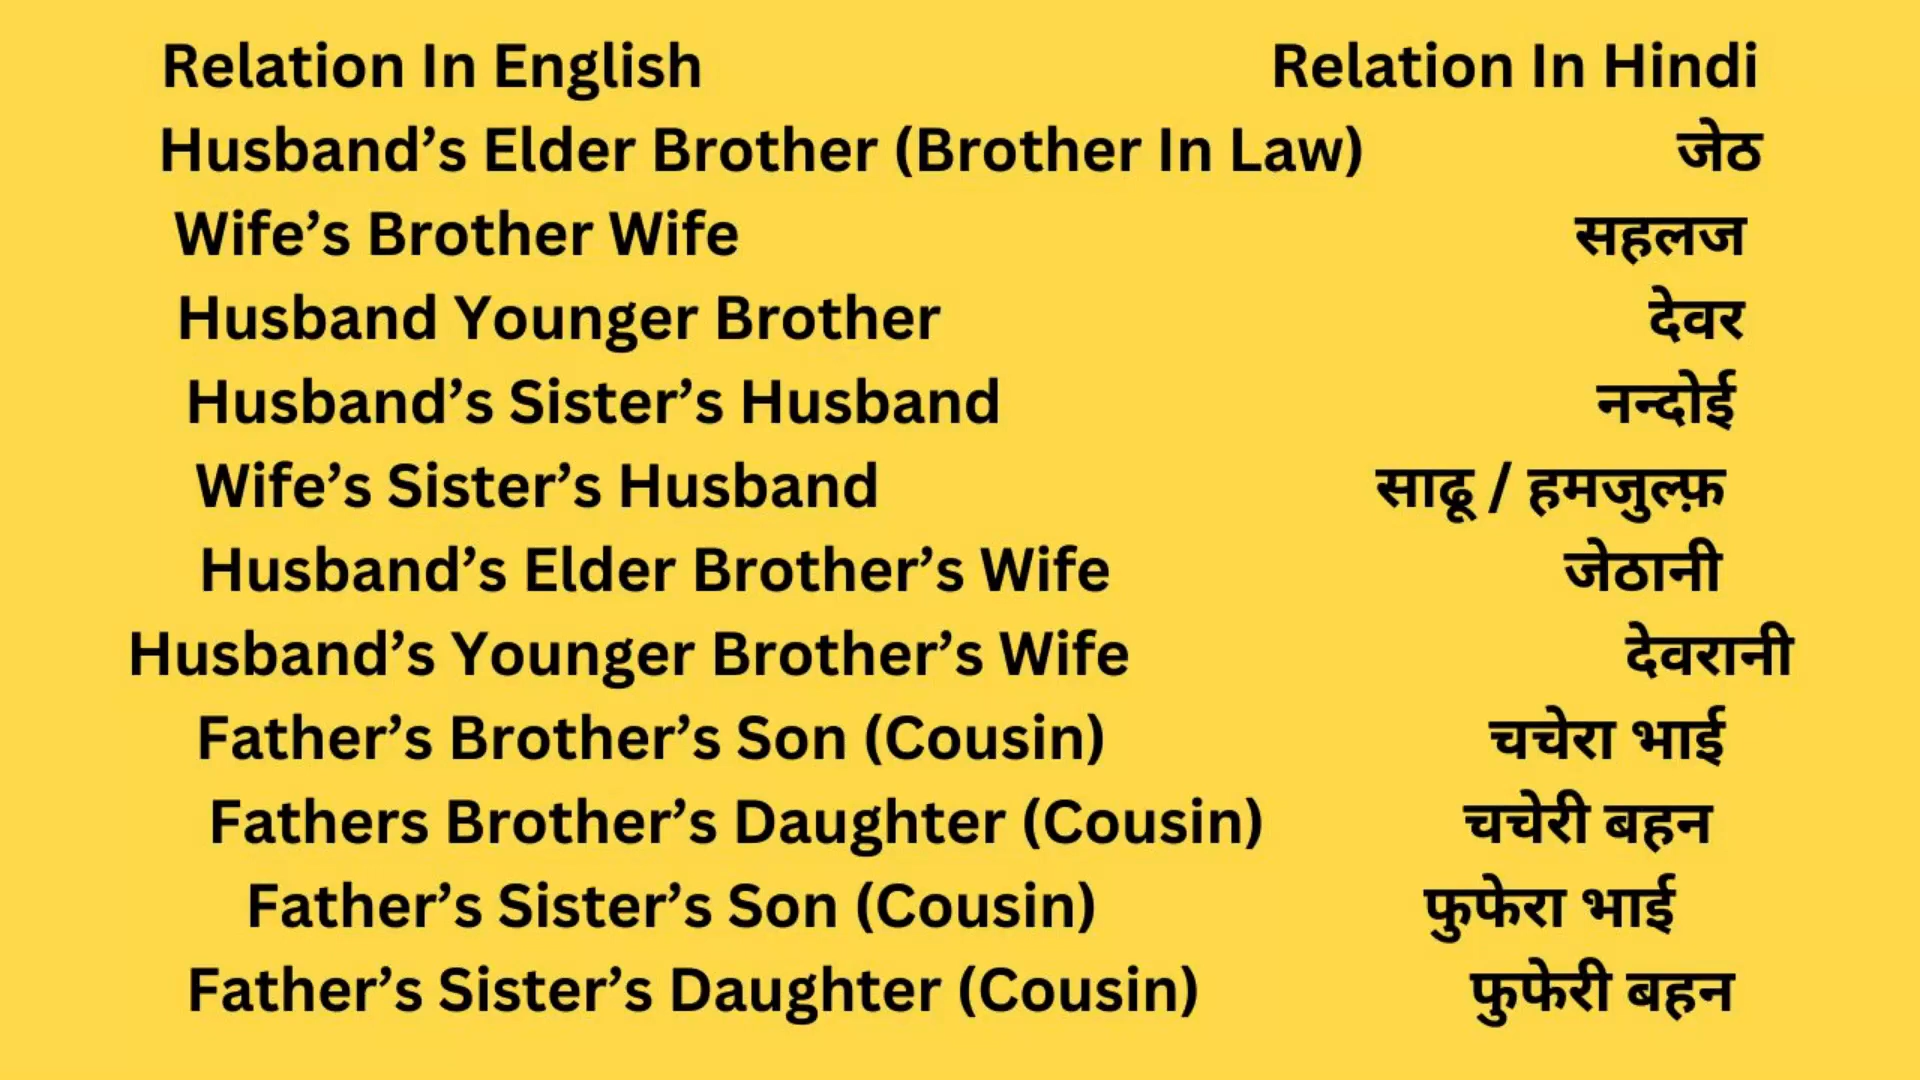 Relation In English Relation In Hindi
Husband’s Elder Brother (Brother In Law) जेठ
Wife’s Brother Wife सहलज
Husband Younger Brother देवर
Husband’s Sister’s Husband नन्दोई
Wife’s Sister’s Husband साढू / हमजुल्फ़
Husband’s Elder Brother’s Wife जेठानी
Husband’s Younger Brother’s Wife देवरानी
Father’s Brother’s Son (Cousin) चचेरा भाई
Fathers Brother’s Daughter (Cousin) चचेरी बहन
Father’s Sister’s Son (Cousin) फुफेरा भाई
Father’s Sister’s Daughter (Cousin) फुफेरी बहन